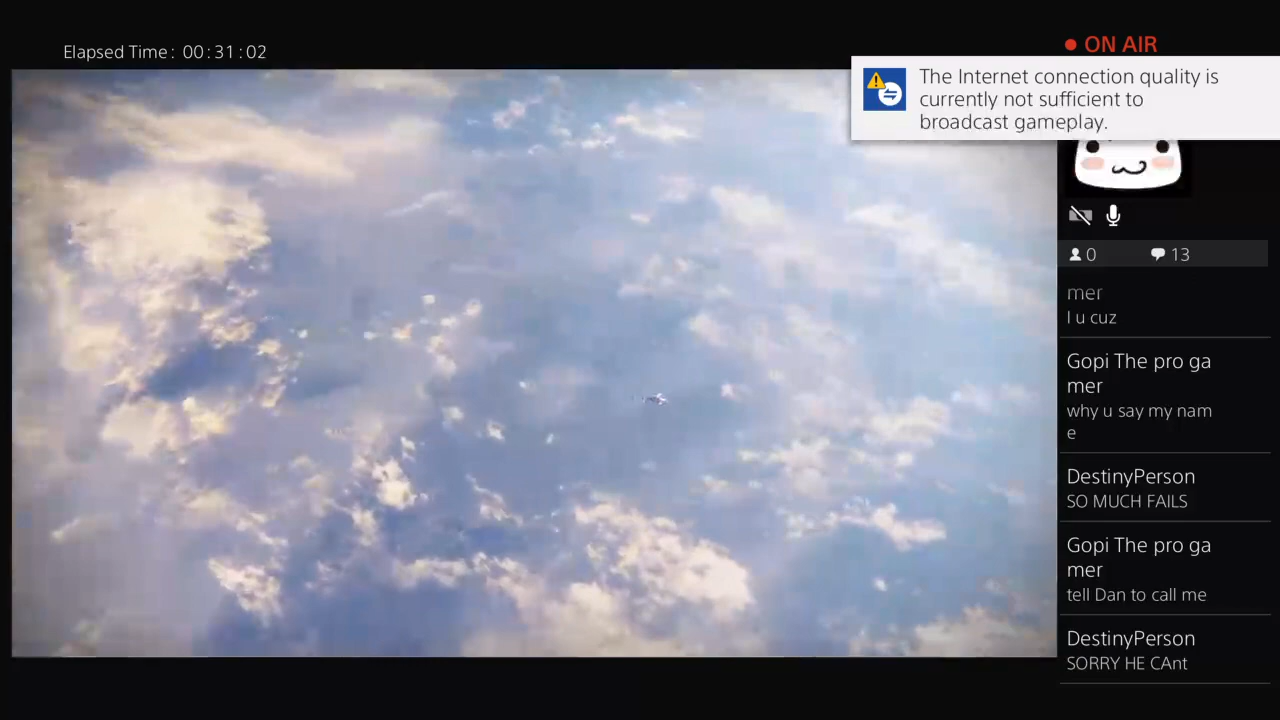 Elapsed Time: 00:31:02
ON AIR
The Internet connection quality is
currently not sufficient to
broadcast gameplay.
0 13
mer
I u cuz
Gopi The pro ga
mer
why u say my nam
e
DestinyPerson
SO MUCH FAILS
Gopi The pro ga
mer
tell Dan to call me
DestinyPerson
SORRY HE CAnt